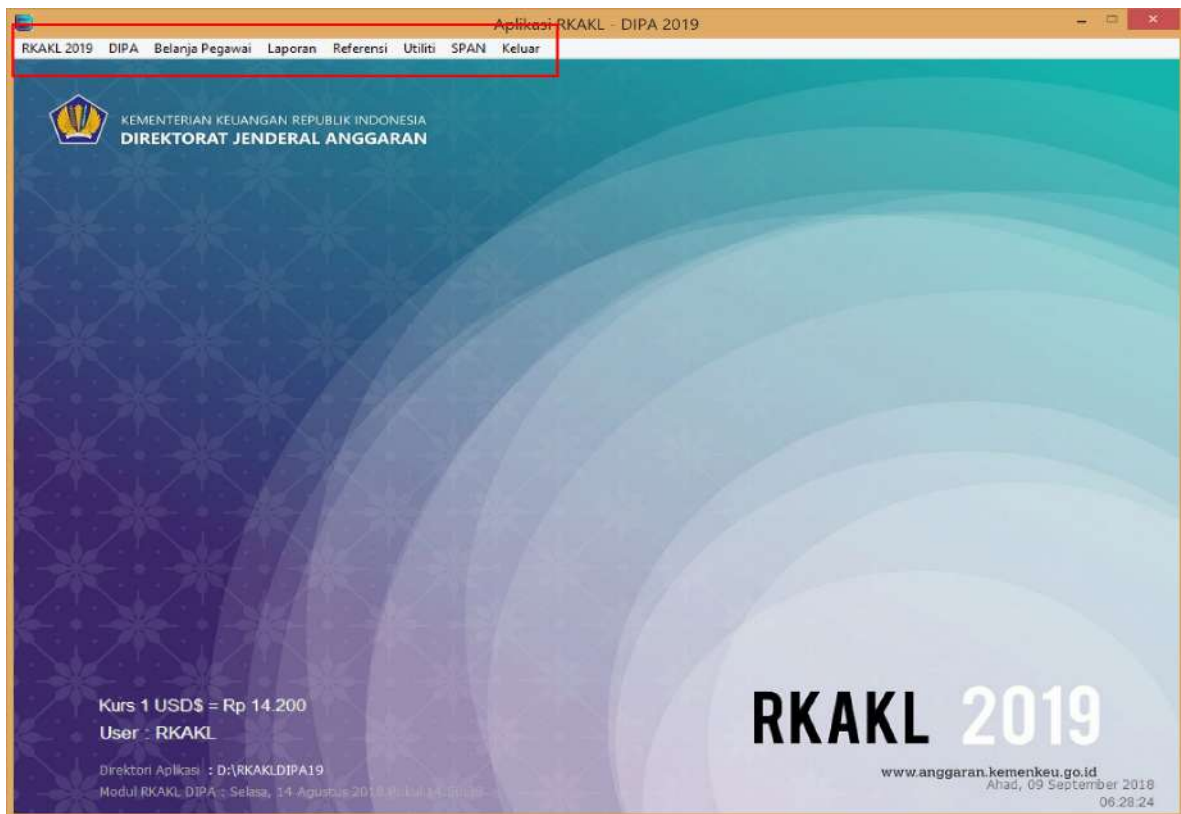 Aplikasi RKAKL - DIPA 2019
RKAKL 2019 DIPA Belanja Pegawai Laporan Referensi Utiliti SPAN Keluar
KEMENTERIAN KEUANGAN REPUBLIK INDONESIA
DIREKTORAT JENDERAL ANGGARAN
Kurs 1 USD$ = Rp 14.200
User : RKAKL
Direktori Aplikasi : D:\RKAKLDIPA19
Modul RKAKL DIPA : Selasa, 14 Agustus 2018
RKAKL 2019
www.anggaran.kemenkeu.go.id
Ahad, 09 September 2018
06:28:24